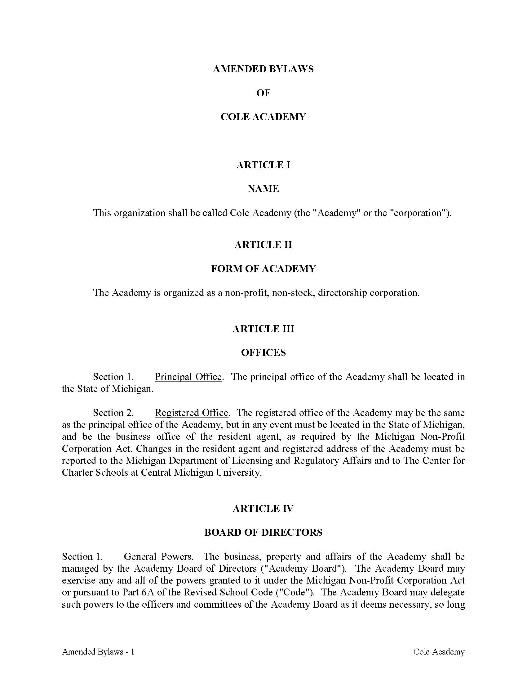 AMENDED BYLAWS
OF
COLE ACADEMY
ARTICLE I
NAME
This organization shall be called Cole Academy (the "Academy" or the "corporation").
ARTICLE II
FORM OF ACADEMY
The Academy is organized as a non-profit, non-stock, directorship corporation.
ARTICLE III
OFFICES
Section 1. Principal Office. The principal office of the Academy shall be located in
the State of Michigan.
Section 2. Registered Office. The registered office of the Academy may be the same
as the principal office of the Academy, but in any event must be located in the State of Michigan,
and be the business office of the resident agent, as required by the Michigan Non-Profit
Corporation Act. Changes in the resident agent and registered address of the Academy must be
reported to the Michigan Department of Licensing and Regulatory Affairs and to The Center for
Charter Schools at Central Michigan University.
ARTICLE IV
BOARD OF DIRECTORS
Section 1. General Powers. The business, property and affairs of the Academy shall be
managed by the Academy Board of Directors ("Academy Board"). The Academy Board may
exercise any and all of the powers granted to it under the Michigan Non-Profit Corporation Act
or pursuant to Part 6A of the Revised School Code ("Code"). The Academy Board may delegate
such powers to the officers and committees of the Academy Board as it deems necessary, so long
Amended Bylaws - 1 Cole Academy